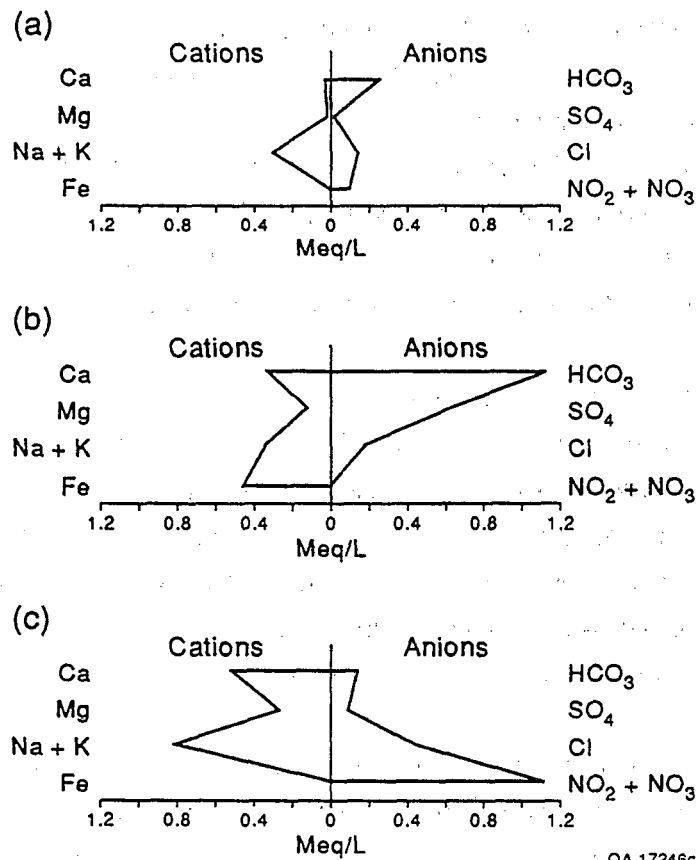 (a)
Cations Anions
Ca HCO₃
Mg SO₄
Na + K Cl
Fe NO₂ + NO₃
1.2 0.8 0.4 0 0.4 0.8 1.2
Meq/L
(b)
Cations Anions
Ca HCO₃
Mg SO₄
Na + K Cl
Fe NO₂ + NO₃
1.2 0.8 0.4 0 0.4 0.8 1.2
Meq/L
(c)
Cations Anions
Ca HCO₃
Mg SO₄
Na + K Cl
Fe NO₂ + NO₃
1.2 0.8 0.4 0 0.4 0.8 1.2
Meq/L